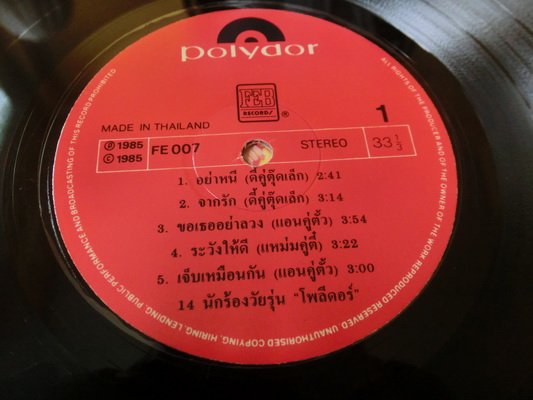 polydor
FEB
RECORDS
®
1
MADE IN THAILAND
℗ 1985
© 1985
FE 007
STEREO
33 1/3
1. อย่าหนี (ตี้คู่ตุ๊ดเล็ก) 2:41
2. จากรัก (ตี้คู่ตุ๊ดเล็ก) 3:14
3. ขอเธออย่าลวง (แอนคู่ตั้ว) 3:54
4. ระวังให้ดี (แหม่มคู่ตี่) 3:22
5. เจ็บเหมือนกัน (แอนคู่ตั้ว) 3:00
14 นักร้องวัยรุ่น "โพลีดอร์"
ALL RIGHTS OF THE PRODUCER AND OF THE OWNER OF THE WORK REPRODUCED RESERVED. UNAUTHORISED COPYING, HIRING, LENDING, PUBLIC PERFORMANCE AND BROADCASTING OF THIS RECORD PROHIBITED